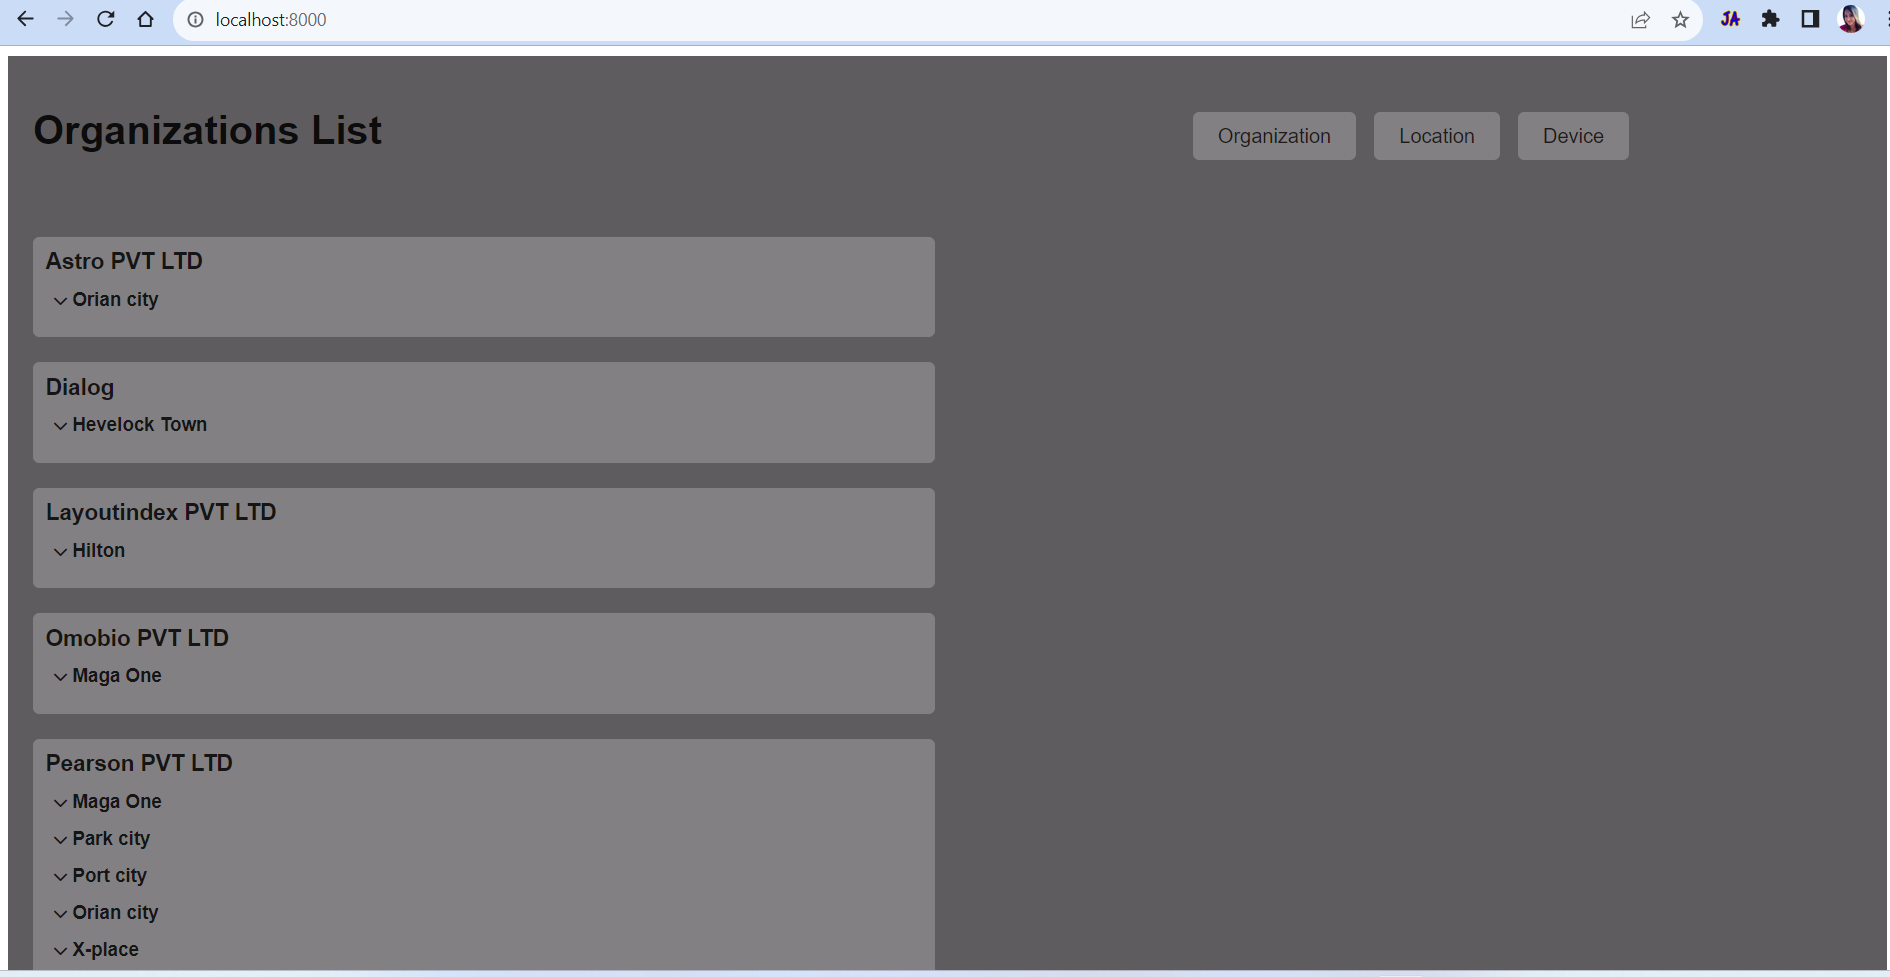 localhost:8000
JA
Organizations List
Organization Location Device
Astro PVT LTD
Orian city
Dialog
Hevelock Town
Layoutindex PVT LTD
Hilton
Omobio PVT LTD
Maga One
Pearson PVT LTD
Maga One
Park city
Port city
Orian city
X-place